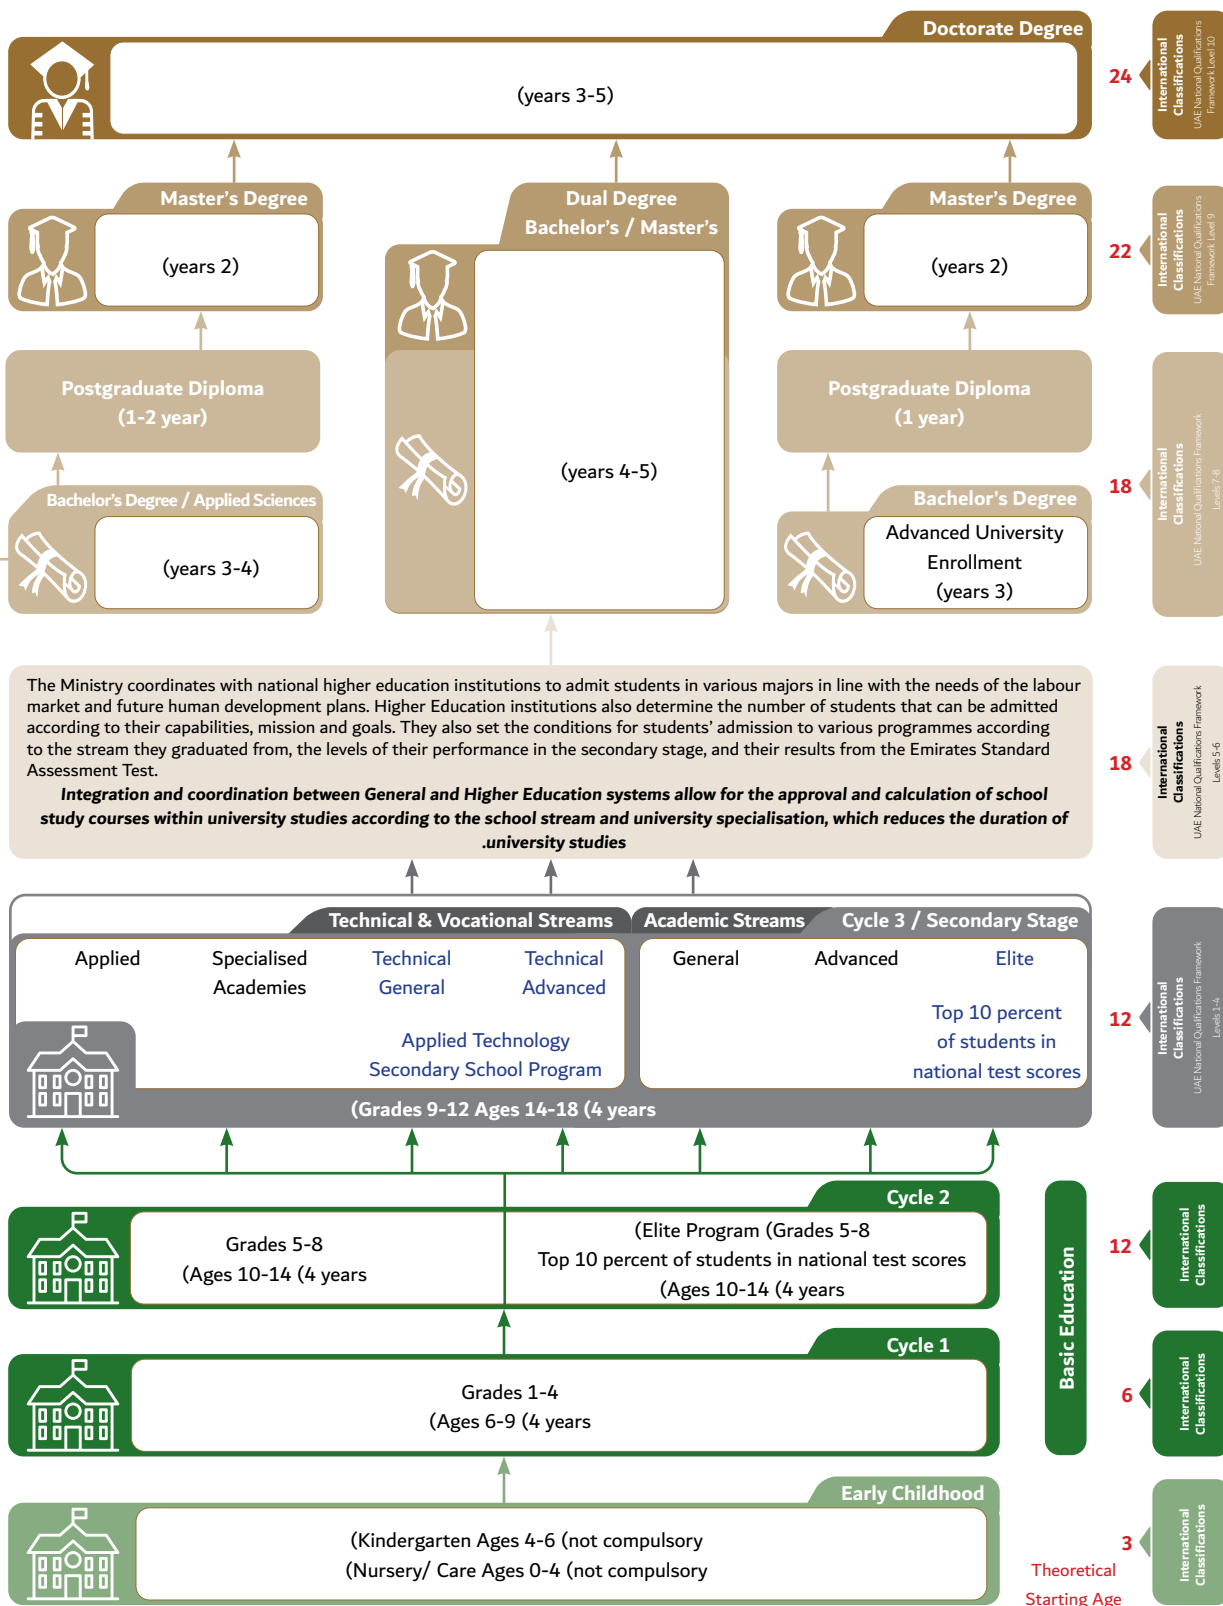 Doctorate Degree
(years 3-5)
24
International
Classifications
UAE National Qualifications
Framework Level 10
Master's Degree
(years 2)
Dual Degree
Bachelor's / Master's
(years 4-5)
Master's Degree
(years 2)
22
International
Classifications
UAE National Qualifications
Framework Level 9
Postgraduate Diploma
(1-2 year)
Postgraduate Diploma
(1 year)
Bachelor's Degree / Applied Sciences
(years 3-4)
Bachelor's Degree
Advanced University
Enrollment
(years 3)
18
International
Classifications
UAE National Qualifications Framework
Levels 7-8
The Ministry coordinates with national higher education institutions to admit students in various majors in line with the needs of the labour
market and future human development plans. Higher Education institutions also determine the number of students that can be admitted
according to their capabilities, mission and goals. They also set the conditions for students' admission to various programmes according
to the stream they graduated from, the levels of their performance in the secondary stage, and their results from the Emirates Standard
Assessment Test.
Integration and coordination between General and Higher Education systems allow for the approval and calculation of school
study courses within university studies according to the school stream and university specialisation, which reduces the duration of
.university studies
18
International
Classifications
UAE National Qualifications Framework
Levels 5-6
Technical & Vocational Streams
Academic Streams
Cycle 3 / Secondary Stage
Applied
Specialised
Academies
Technical
General
Technical
Advanced
Applied Technology
Secondary School Program
General
Advanced
Elite
Top 10 percent
of students in
national test scores
(Grades 9-12 Ages 14-18 (4 years
12
International
Classifications
UAE National Qualifications Framework
Levels 1-4
Cycle 2
Grades 5-8
(Ages 10-14 (4 years
(Elite Program (Grades 5-8
Top 10 percent of students in national test scores
(Ages 10-14 (4 years
12
International
Classifications
Basic Education
Cycle 1
Grades 1-4
(Ages 6-9 (4 years
6
International
Classifications
Early Childhood
(Kindergarten Ages 4-6 (not compulsory
(Nursery/ Care Ages 0-4 (not compulsory
3
International
Classifications
Theoretical
Starting Age